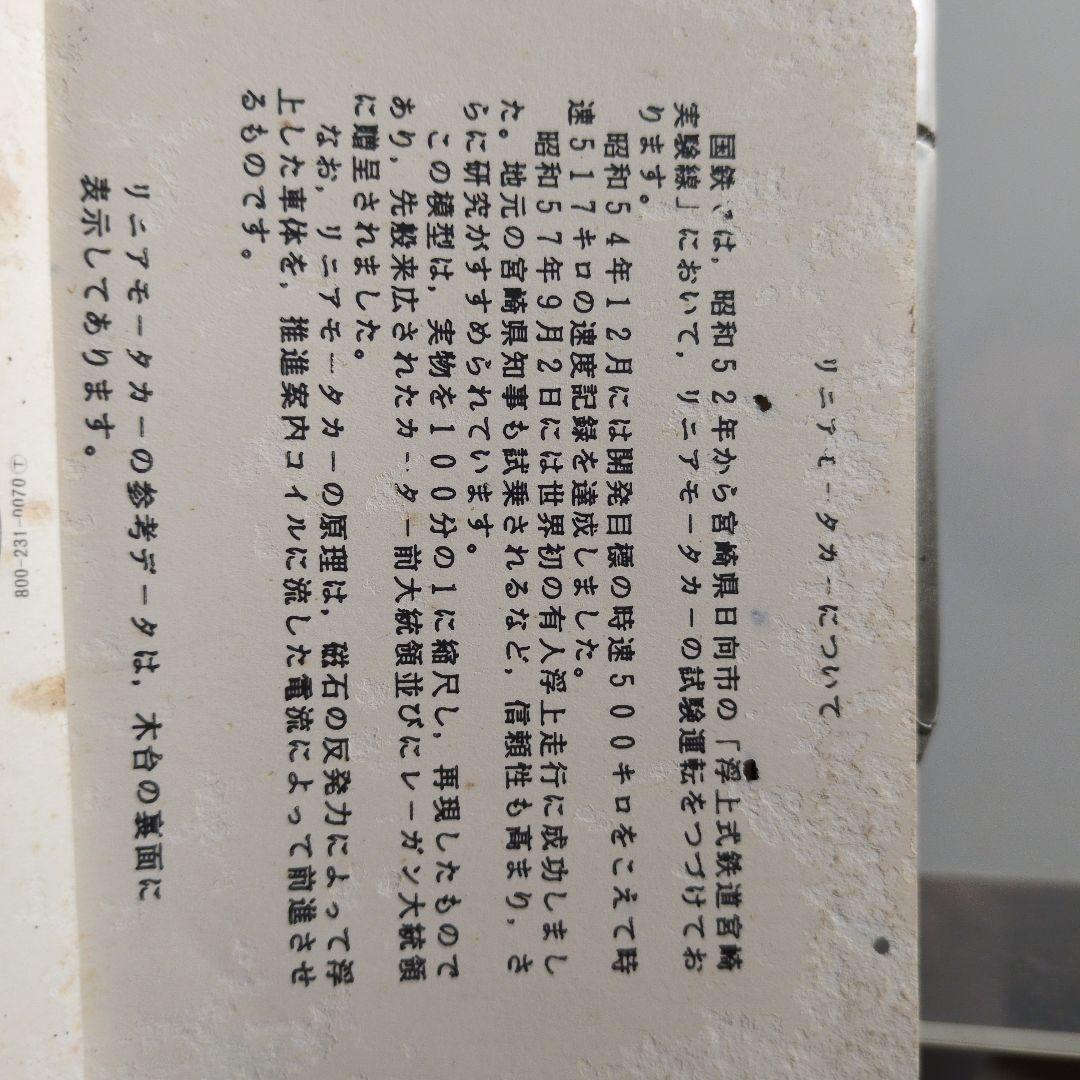 リニアモータカーについて
国鉄では,昭和52年から宮崎県日向市の「浮上式鉄道宮崎
実験線」において,リニアモータカーの試験運転をつづけてお
ります。
昭和54年12月には開発目標の時速500キロをこえて時
速517キロの速度記録を達成しました。
昭和57年9月2日には世界初の有人浮上走行に成功しまし
た。地元の宮崎県知事も試乗されるなど,信頼性も高まり,さ
らに研究がすすめられています。
この模型は,実物を100分の1に縮尺し,再現したもので
あり,先般来広されたカーター前大統領並びにレーガン大統領
に贈呈されました。
なお,リニアモータカーの原理は,磁石の反発力によって浮
上した車体を,推進案内コイルに流した電流によって前進させ
るものです。
リニアモータカーの参考データは,木台の裏面に
表示してあります。
800-231-0070①